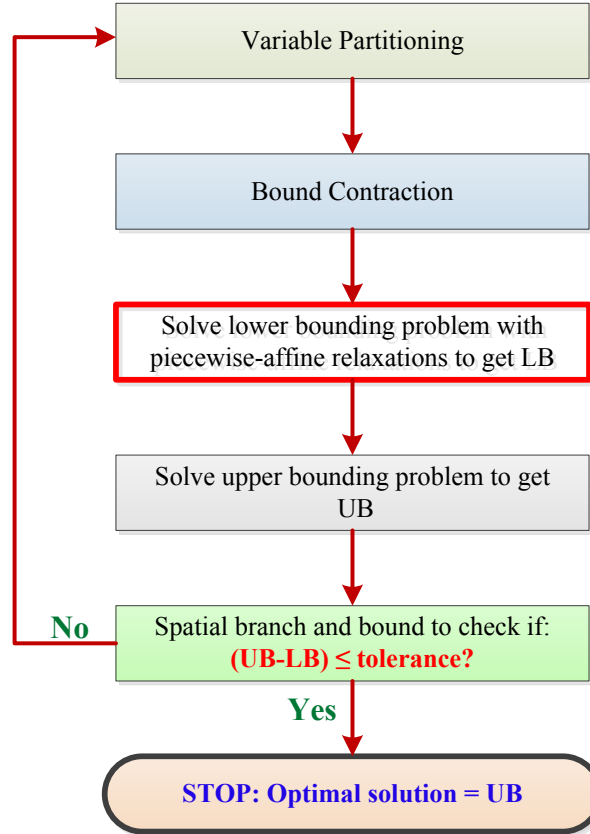 Variable Partitioning
Bound Contraction
Solve lower bounding problem with
piecewise-affine relaxations to get LB
Solve upper bounding problem to get
UB
Spatial branch and bound to check if:
(UB-LB) ≤ tolerance?
No
Yes
STOP: Optimal solution = UB